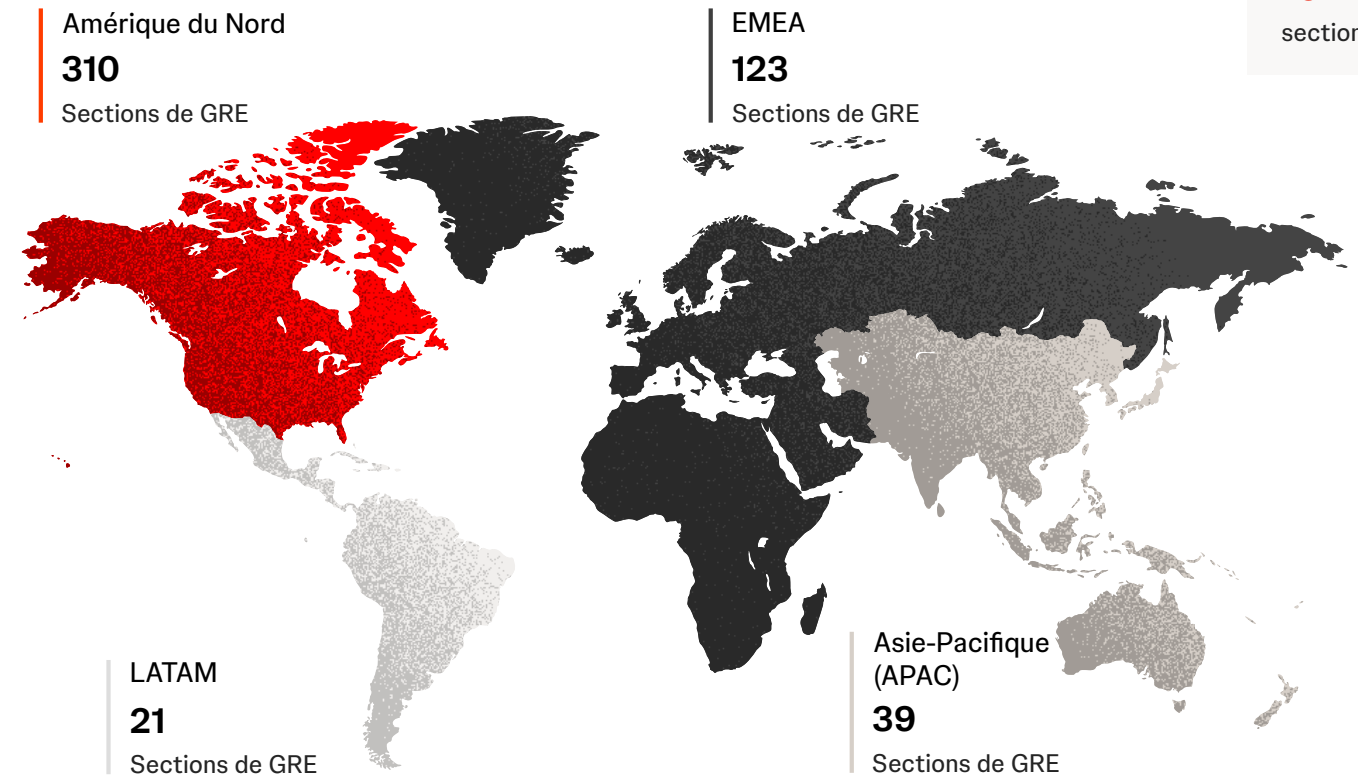 Amérique du Nord
310
Sections de GRE
EMEA
123
Sections de GRE
LATAM
21
Sections de GRE
Asie-Pacifique
(APAC)
39
Sections de GRE